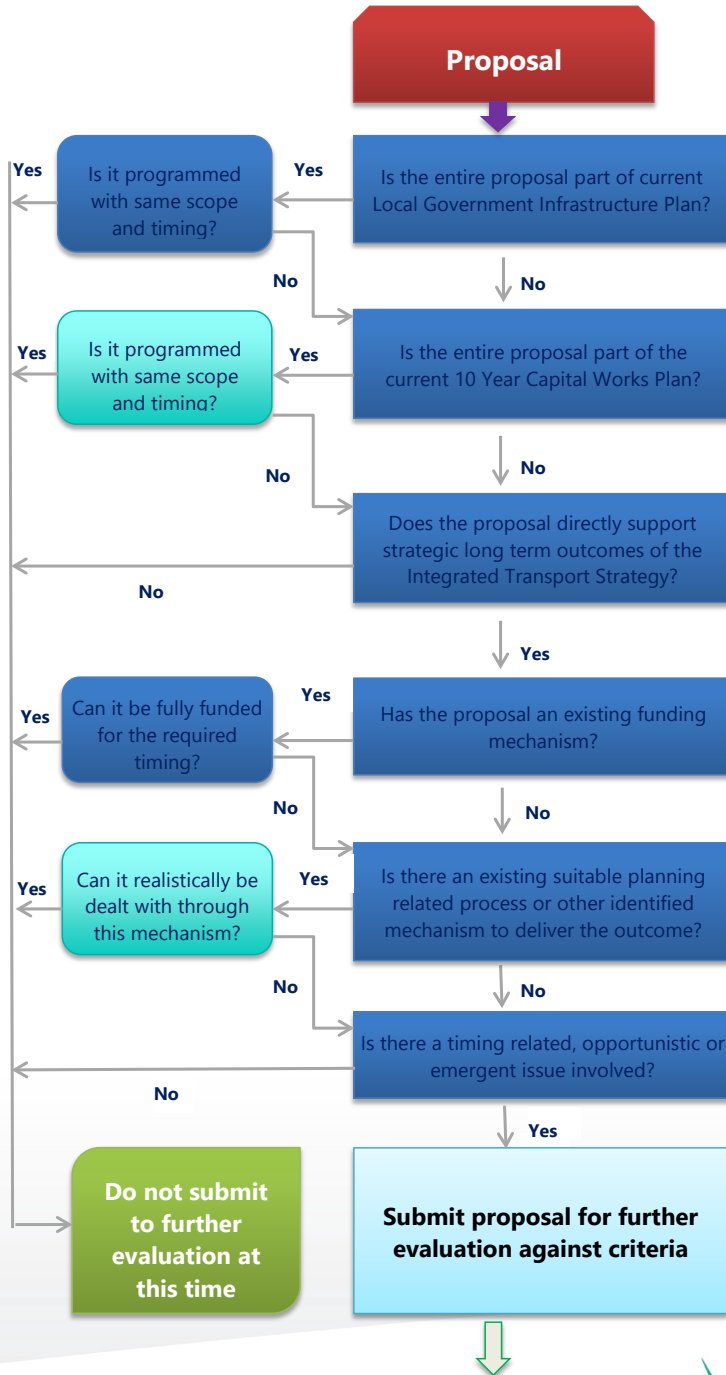 Proposal
Yes
Is it programmed
with same scope
and timing?
Yes
Is the entire proposal part of current
Local Government Infrastructure Plan?
No
No
Yes
Is it programmed
with same scope
and timing?
Yes
Is the entire proposal part of the
current 10 Year Capital Works Plan?
No
No
Does the proposal directly support
strategic long term outcomes of the
Integrated Transport Strategy?
No
Yes
Yes
Can it be fully funded
for the required
timing?
Yes
Has the proposal an existing funding
mechanism?
No
No
Yes
Can it realistically be
dealt with through
this mechanism?
Yes
Is there an existing suitable planning
related process or other identified
mechanism to deliver the outcome?
No
No
Is there a timing related, opportunistic or
emergent issue involved?
No
Yes
Do not submit
to further
evaluation at
this time
Submit proposal for further
evaluation against criteria